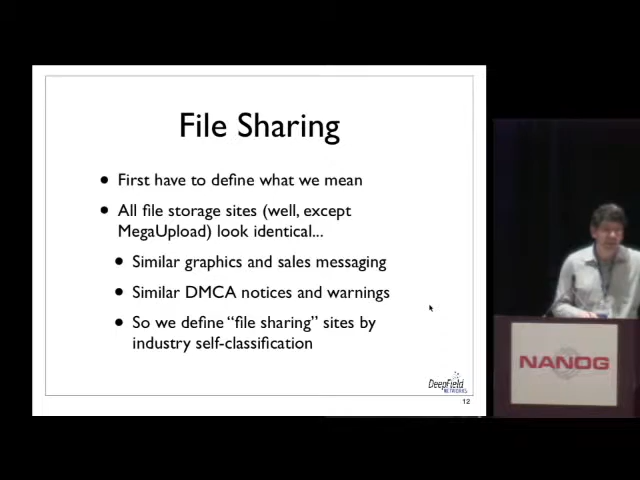 File Sharing
• First have to define what we mean
• All file storage sites (well, except
MegaUpload) look identical...
• Similar graphics and sales messaging
• Similar DMCA notices and warnings
• So we define “file sharing” sites by
industry self-classification
DeepField
NETWORKS
12
NANOG